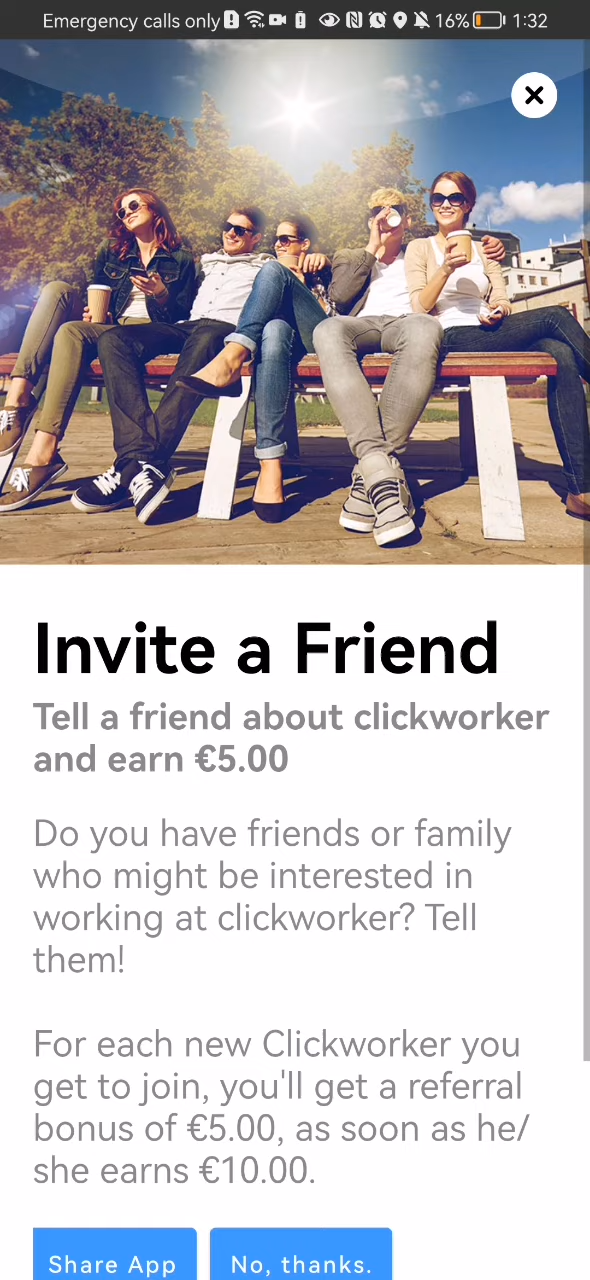 Emergency calls only 16% 1:32
Invite a Friend
Tell a friend about clickworker
and earn €5.00
Do you have friends or family
who might be interested in
working at clickworker? Tell
them!
For each new Clickworker you
get to join, you'll get a referral
bonus of €5.00, as soon as he/
she earns €10.00.
Share App No, thanks.